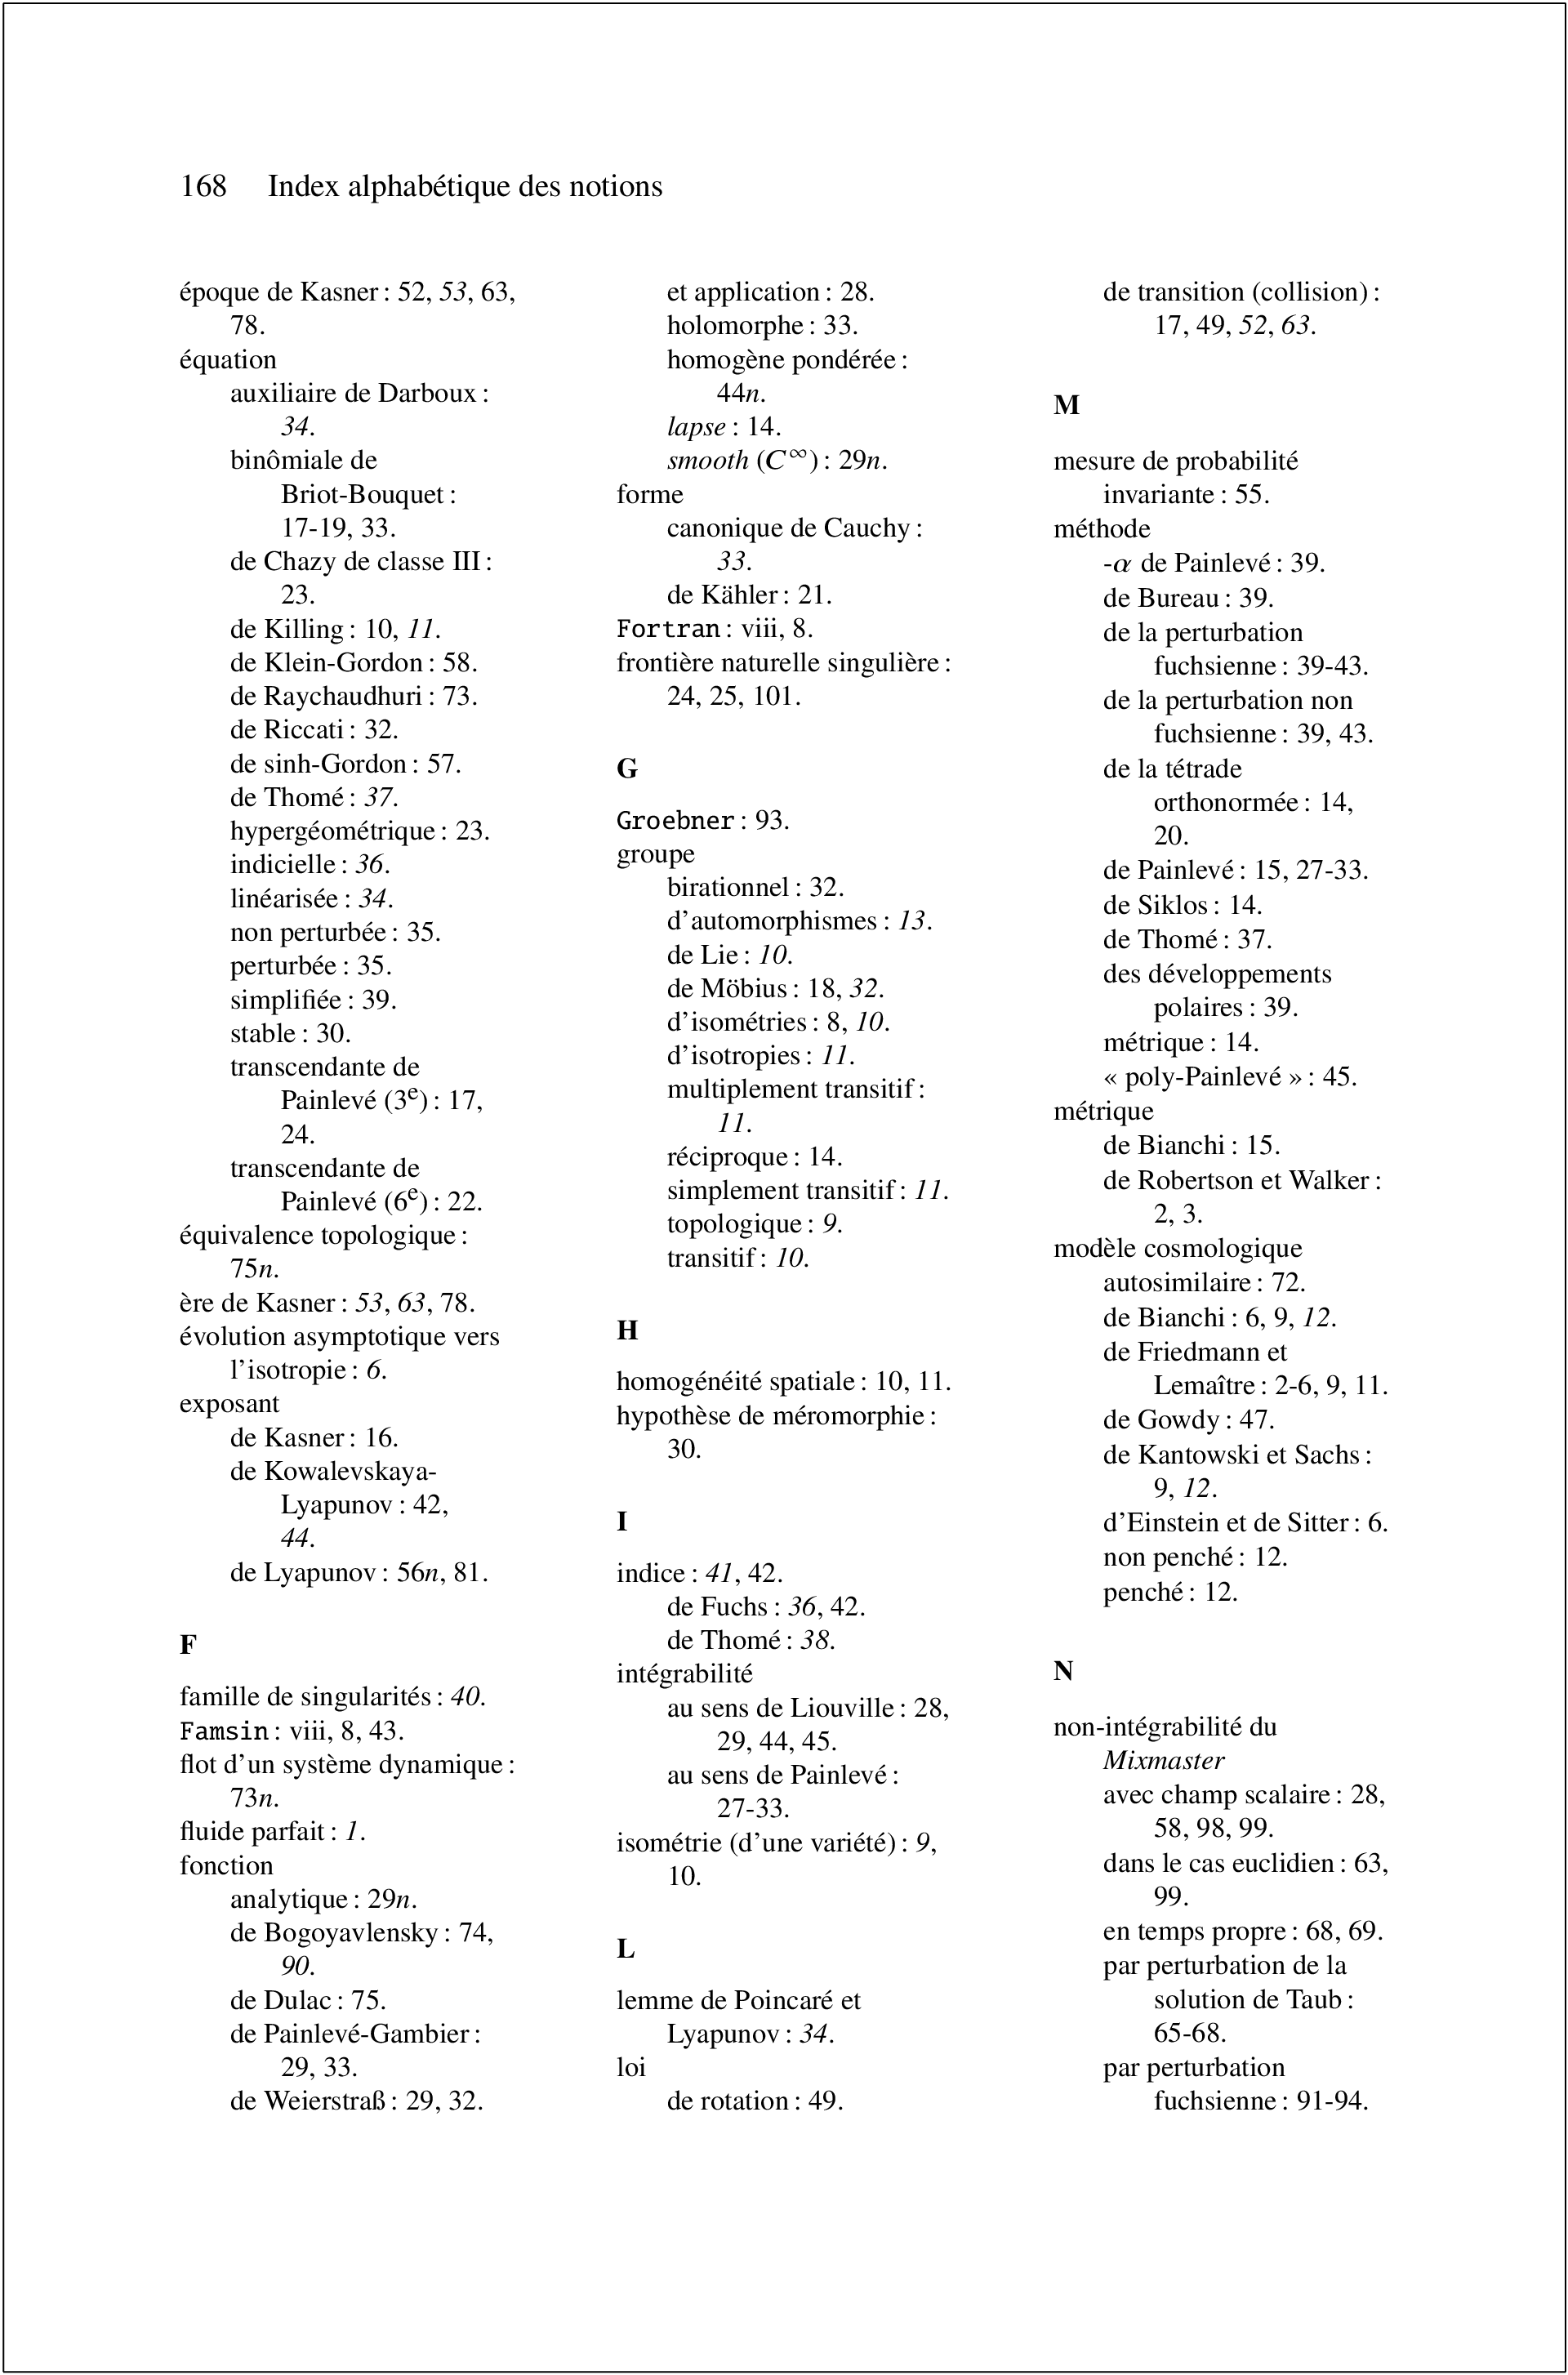 168 Index alphabétique des notions
époque de Kasner : 52, 53, 63,
78.
équation
auxiliaire de Darboux :
34.
binômiale de
Briot-Bouquet :
17-19, 33.
de Chazy de classe III :
23.
de Killing : 10, 11.
de Klein-Gordon : 58.
de Raychaudhuri : 73.
de Riccati : 32.
de sinh-Gordon : 57.
de Thomé : 37.
hypergéométrique : 23.
indicielle : 36.
linéarisée : 34.
non perturbée : 35.
perturbée : 35.
simplifiée : 39.
stable : 30.
transcendante de
Painlevé (3e) : 17,
24.
transcendante de
Painlevé (6e) : 22.
équivalence topologique :
75n.
ère de Kasner : 53, 63, 78.
évolution asymptotique vers
l'isotropie : 6.
exposant
de Kasner : 16.
de Kowalevskaya-
Lyapunov : 42,
44.
de Lyapunov : 56n, 81.
F
famille de singularités : 40.
Famsin : viii, 8, 43.
flot d'un système dynamique :
73n.
fluide parfait : 1.
fonction
analytique : 29n.
de Bogoyavlensky : 74,
90.
de Dulac : 75.
de Painlevé-Gambier :
29, 33.
de Weierstraß : 29, 32.
et application : 28.
holomorphe : 33.
homogène pondérée :
44n.
lapse : 14.
smooth (C∞) : 29n.
forme
canonique de Cauchy :
33.
de Kähler : 21.
Fortran : viii, 8.
frontière naturelle singulière :
24, 25, 101.
G
Groebner : 93.
groupe
birationnel : 32.
d'automorphismes : 13.
de Lie : 10.
de Möbius : 18, 32.
d'isométries : 8, 10.
d'isotropies : 11.
multiplement transitif :
11.
réciproque : 14.
simplement transitif : 11.
topologique : 9.
transitif : 10.
H
homogénéité spatiale : 10, 11.
hypothèse de méromorphie :
30.
I
indice : 41, 42.
de Fuchs : 36, 42.
de Thomé : 38.
intégrabilité
au sens de Liouville : 28,
29, 44, 45.
au sens de Painlevé :
27-33.
isométrie (d'une variété) : 9,
10.
L
lemme de Poincaré et
Lyapunov : 34.
loi
de rotation : 49.
de transition (collision) :
17, 49, 52, 63.
M
mesure de probabilité
invariante : 55.
méthode
-α de Painlevé : 39.
de Bureau : 39.
de la perturbation
fuchsienne : 39-43.
de la perturbation non
fuchsienne : 39, 43.
de la tétrade
orthonormée : 14,
20.
de Painlevé : 15, 27-33.
de Siklos : 14.
de Thomé : 37.
des développements
polaires : 39.
métrique : 14.
« poly-Painlevé » : 45.
métrique
de Bianchi : 15.
de Robertson et Walker :
2, 3.
modèle cosmologique
autosimilaire : 72.
de Bianchi : 6, 9, 12.
de Friedmann et
Lemaître : 2-6, 9, 11.
de Gowdy : 47.
de Kantowski et Sachs :
9, 12.
d'Einstein et de Sitter : 6.
non penché : 12.
penché : 12.
N
non-intégrabilité du
Mixmaster
avec champ scalaire : 28,
58, 98, 99.
dans le cas euclidien : 63,
99.
en temps propre : 68, 69.
par perturbation de la
solution de Taub :
65-68.
par perturbation
fuchsienne : 91-94.